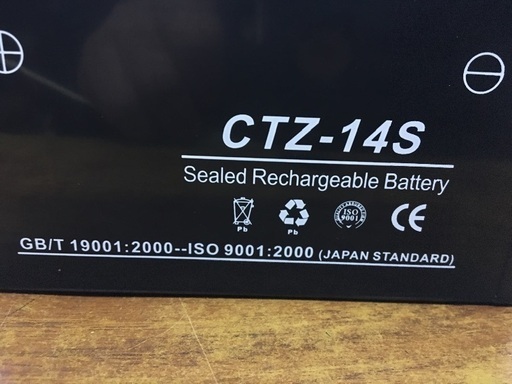 CTZ-14S
Sealed Rechargeable Battery
ISO
9001
CE
Pb
Pb
GB/T 19001:2000--ISO 9001:2000 (JAPAN STANDARD)